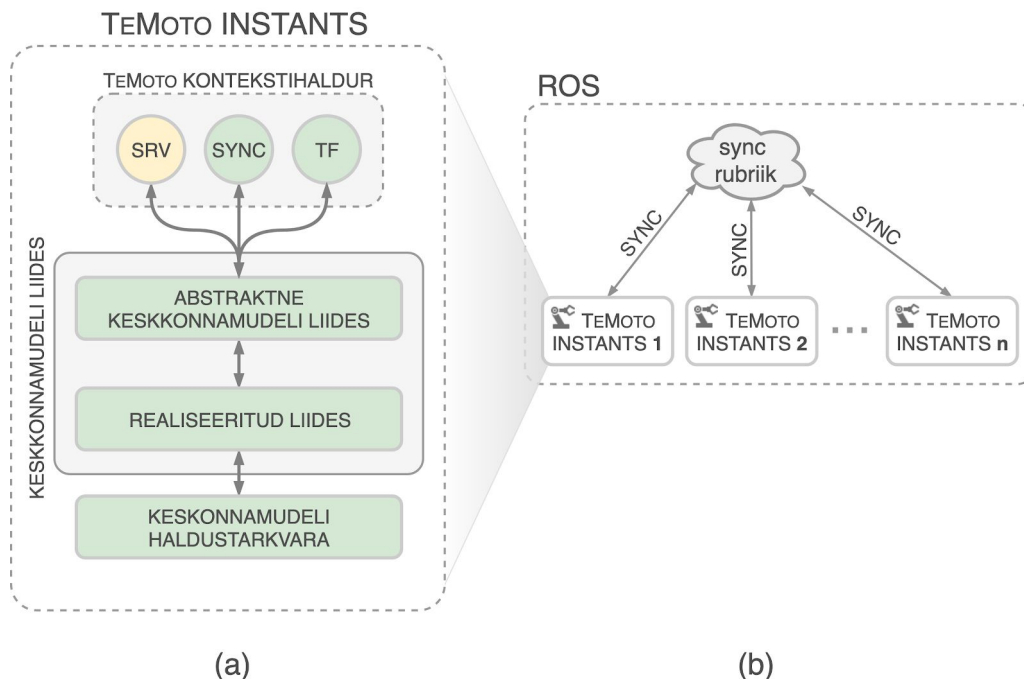 TEMOTO INSTANTS
TEMOTO KONTEKSTIHALDUR
SRV
SYNC
TF
KESKKONNAMUDELI LIIDES
ABSTRAKTNE
KESKKONNAMUDELI LIIDES
REALISEERITUD LIIDES
KESKONNAMUDELI
HALDUSTARKVARA
(a)
ROS
sync
rubriik
SYNC
SYNC
SYNC
TEMOTO
INSTANTS 1
TEMOTO
INSTANTS 2
...
TEMOTO
INSTANTS n
(b)